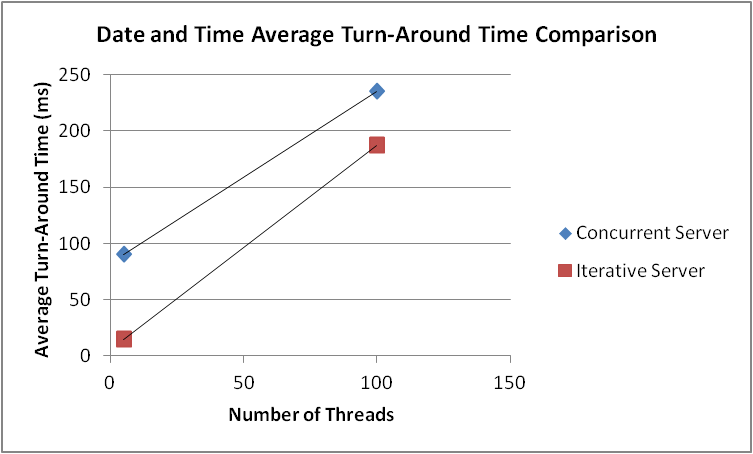 Date and Time Average Turn-Around Time Comparison
Average Turn-Around Time (ms)
250
200
150
100
50
0
0 50 100 150
Number of Threads
Concurrent Server
Iterative Server